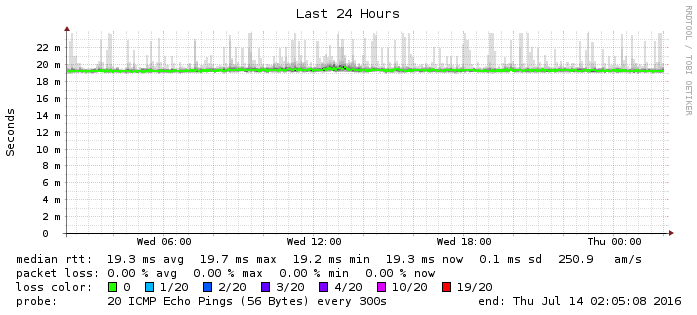 Last 24 Hours
RRDTOOL / TOBI OETIKER
Seconds
22 m
20 m
18 m
16 m
14 m
12 m
10 m
8 m
6 m
4 m
2 m
0
Wed 06:00 Wed 12:00 Wed 18:00 Thu 00:00
median rtt: 19.3 ms avg 19.7 ms max 19.2 ms min 19.3 ms now 0.1 ms sd 250.9 am/s
packet loss: 0.00 % avg 0.00 % max 0.00 % min 0.00 % now
loss color: 0 1/20 2/20 3/20 4/20 10/20 19/20
probe: 20 ICMP Echo Pings (56 Bytes) every 300s end: Thu Jul 14 02:05:08 2016